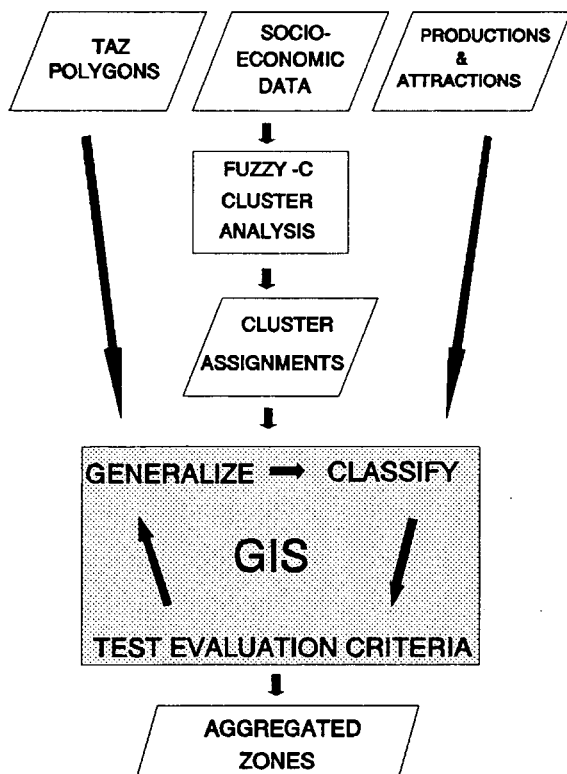 TAZ
POLYGONS
SOCIO-
ECONOMIC
DATA
PRODUCTIONS
&
ATTRACTIONS
FUZZY -C
CLUSTER
ANALYSIS
CLUSTER
ASSIGNMENTS
GENERALIZE
CLASSIFY
GIS
TEST EVALUATION CRITERIA
AGGREGATED
ZONES